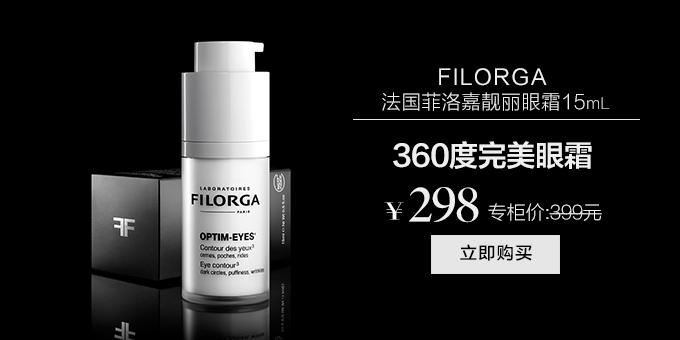 FILORGA
法国菲洛嘉靓丽眼霜15mL
360度完美眼霜
￥298 专柜价:399元
立即购买
LABORATOIRES
FILORGA
PARIS
OPTIM-EYES®
Contour des yeux³
cernes, poches, rides
Eye contour³
dark circles, puffiness, wrinkles